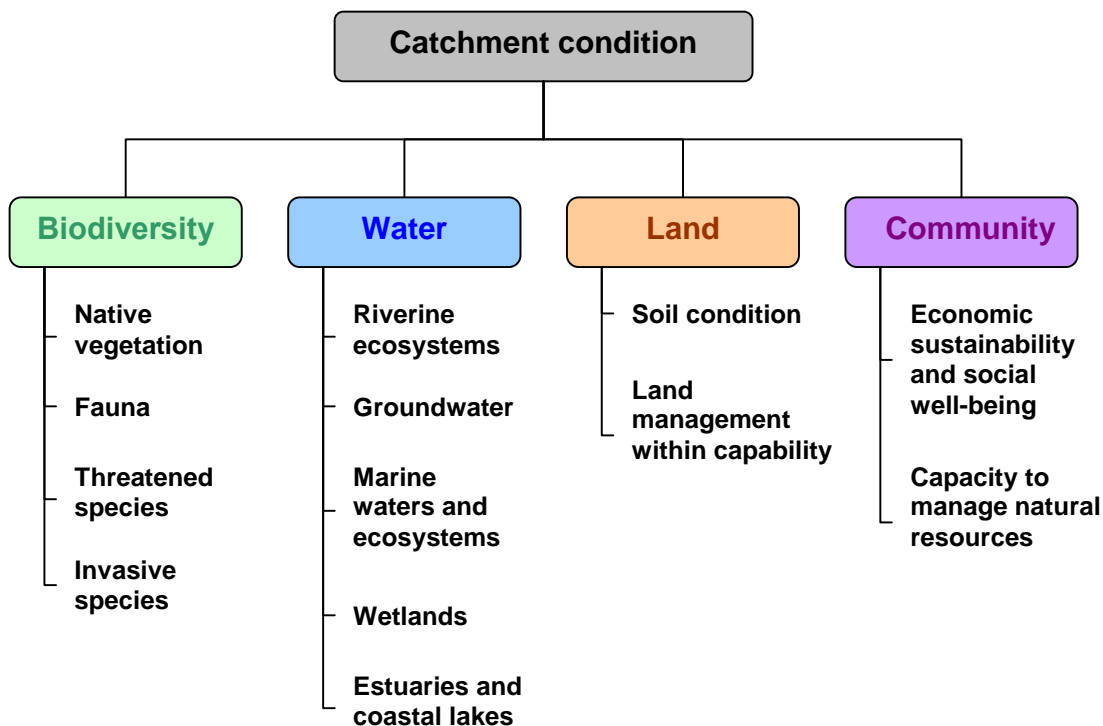 Catchment condition
Biodiversity
Native
vegetation
Fauna
Threatened
species
Invasive
species
Water
Riverine
ecosystems
Groundwater
Marine
waters and
ecosystems
Wetlands
Estuaries and
coastal lakes
Land
Soil condition
Land
management
within capability
Community
Economic
sustainability
and social
well-being
Capacity to
manage natural
resources